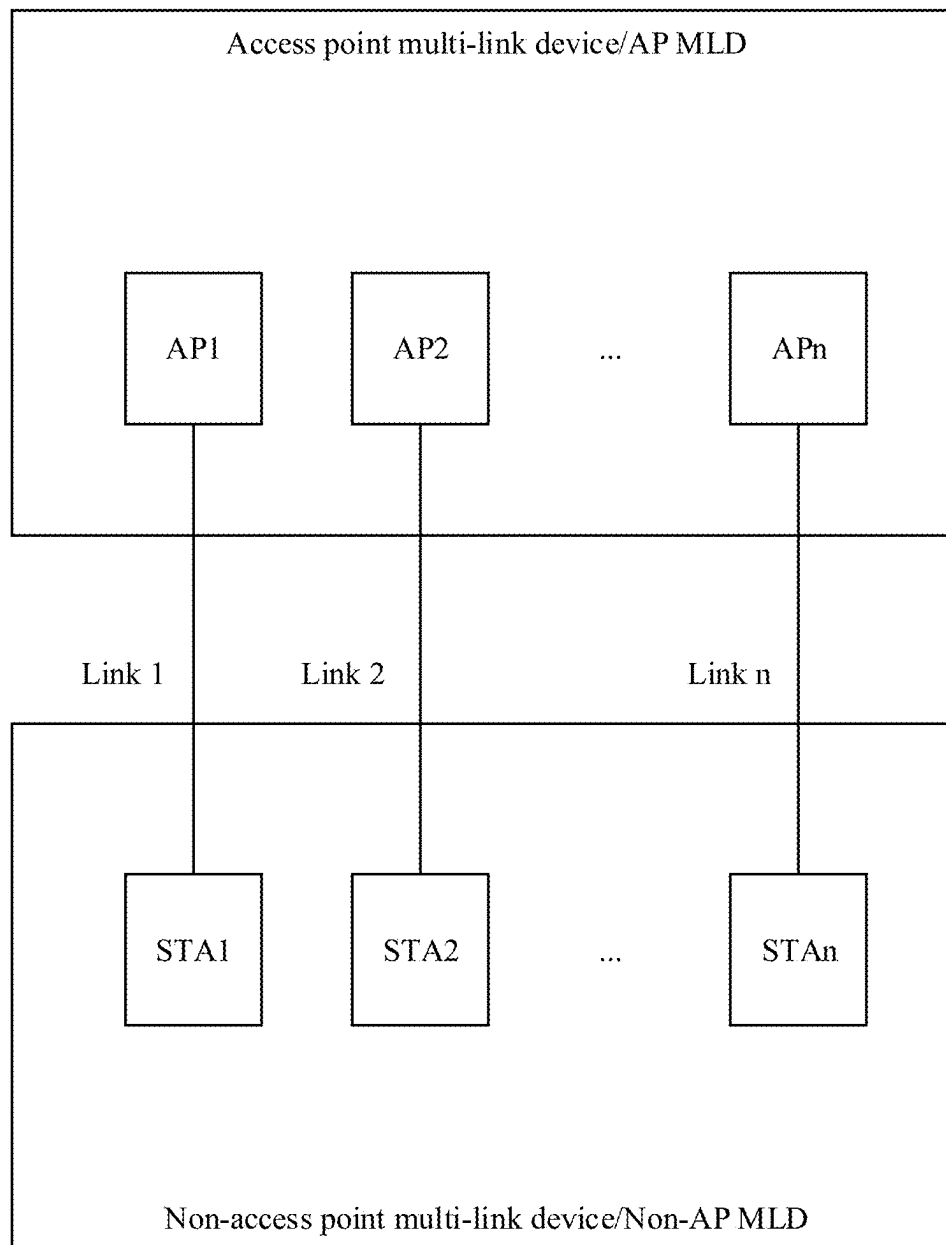 Access point multi-link device/AP MLD
AP1 AP2 ... APn
Link 1 Link 2 Link n
STA1 STA2 ... STAn
Non-access point multi-link device/Non-AP MLD